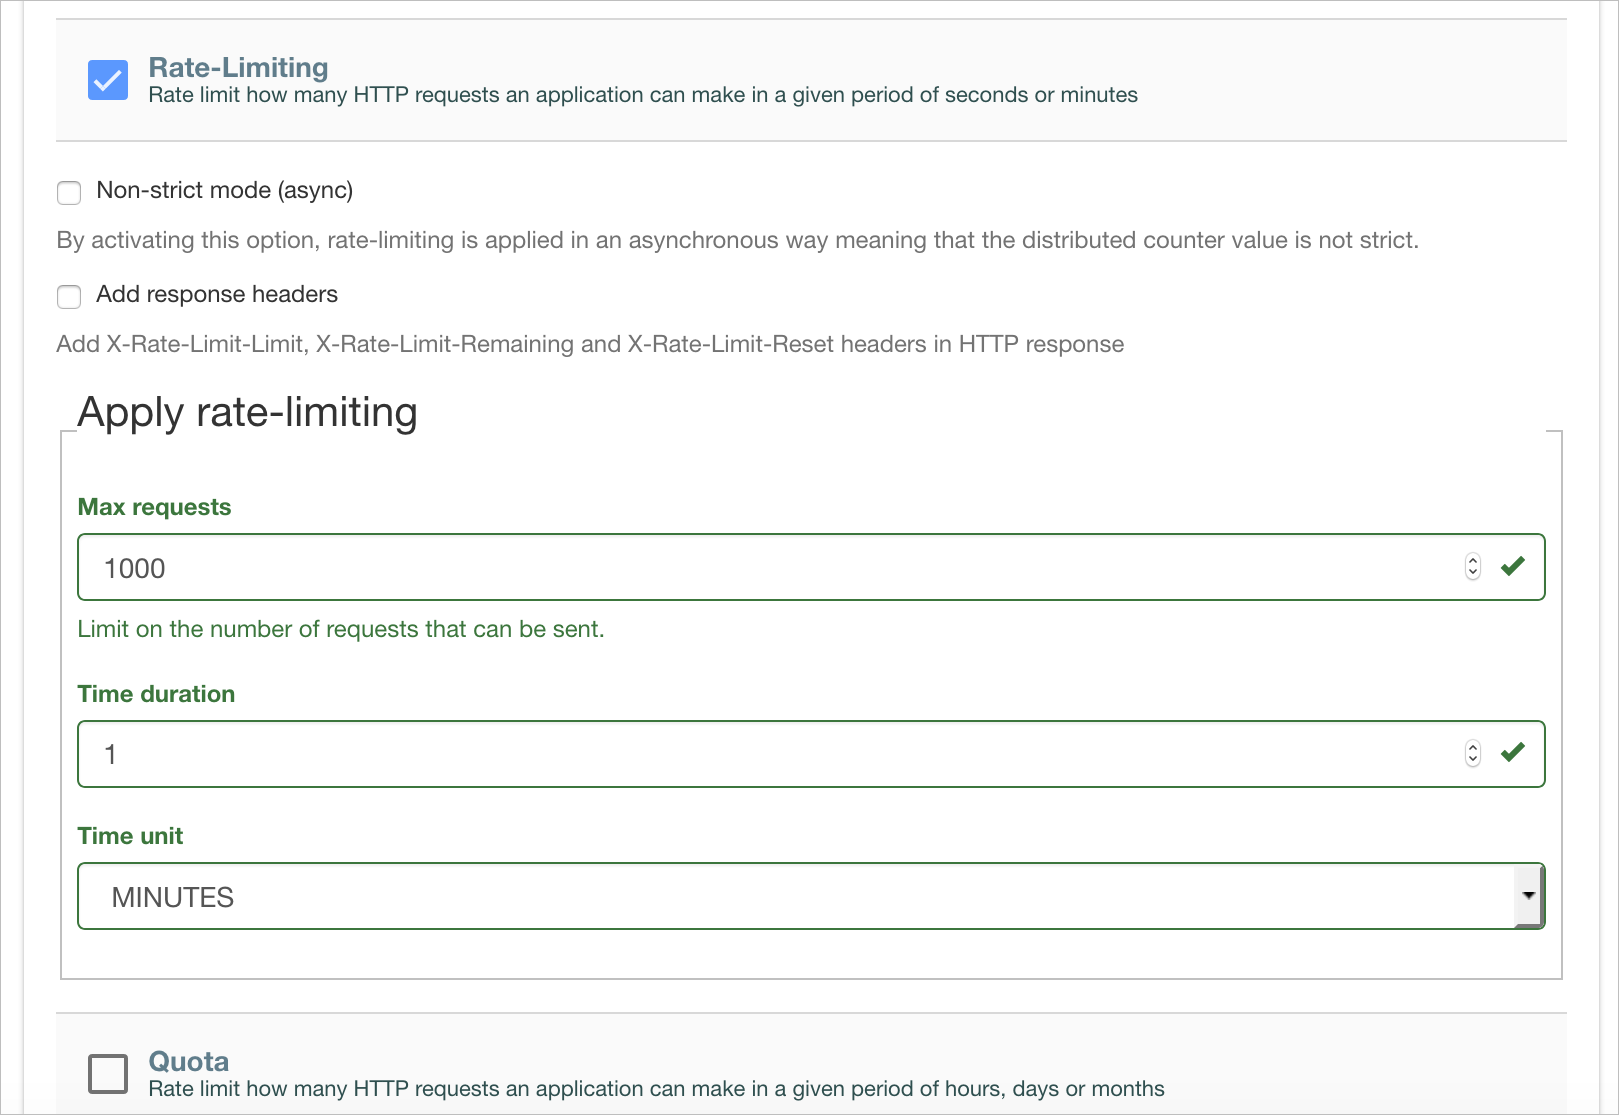 Rate-Limiting
Rate limit how many HTTP requests an application can make in a given period of seconds or minutes
Non-strict mode (async)
By activating this option, rate-limiting is applied in an asynchronous way meaning that the distributed counter value is not strict.
Add response headers
Add X-Rate-Limit-Limit, X-Rate-Limit-Remaining and X-Rate-Limit-Reset headers in HTTP response
Apply rate-limiting
Max requests
1000
Limit on the number of requests that can be sent.
Time duration
1
Time unit
MINUTES
Quota
Rate limit how many HTTP requests an application can make in a given period of hours, days or months